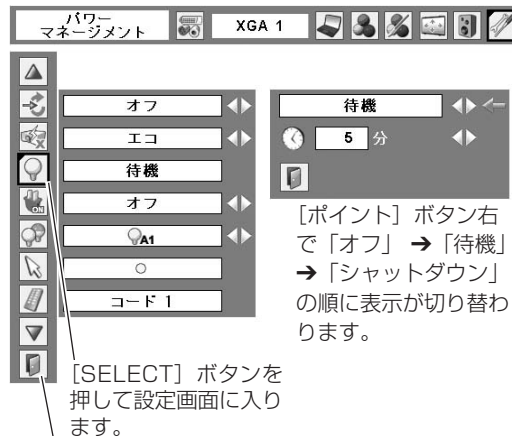 パワー
マネージメント
XGA 1
オフ
エコ
待機
オフ
A1
コード 1
ON
待機
5 分
[ポイント] ボタン右
で「オフ」 ➔「待機」
➔「シャットダウン」
の順に表示が切り替わ
ります。
[SELECT] ボタンを
押して設定画面に入り
ます。